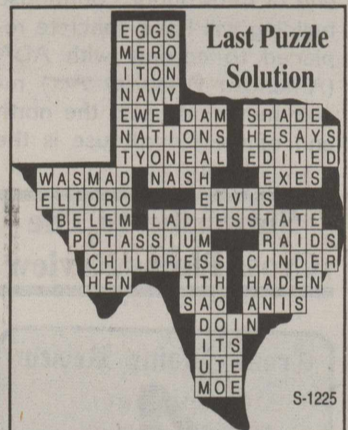 Last Puzzle
Solution
EGGS
MERO
ITON
NAVY
EWE DAM SPADE
NATIONS HESAYS
TYONEAL EDITED
WASMAD NASH EXES
ELTORO ELVIS
BELEM LADIESSTATE
POTASSIUM RAIDS
CHILDRESS CINDER
HEN TTH HADEN
SAO ANIS
DOIN
ITS
UTE
MOE
S-1225